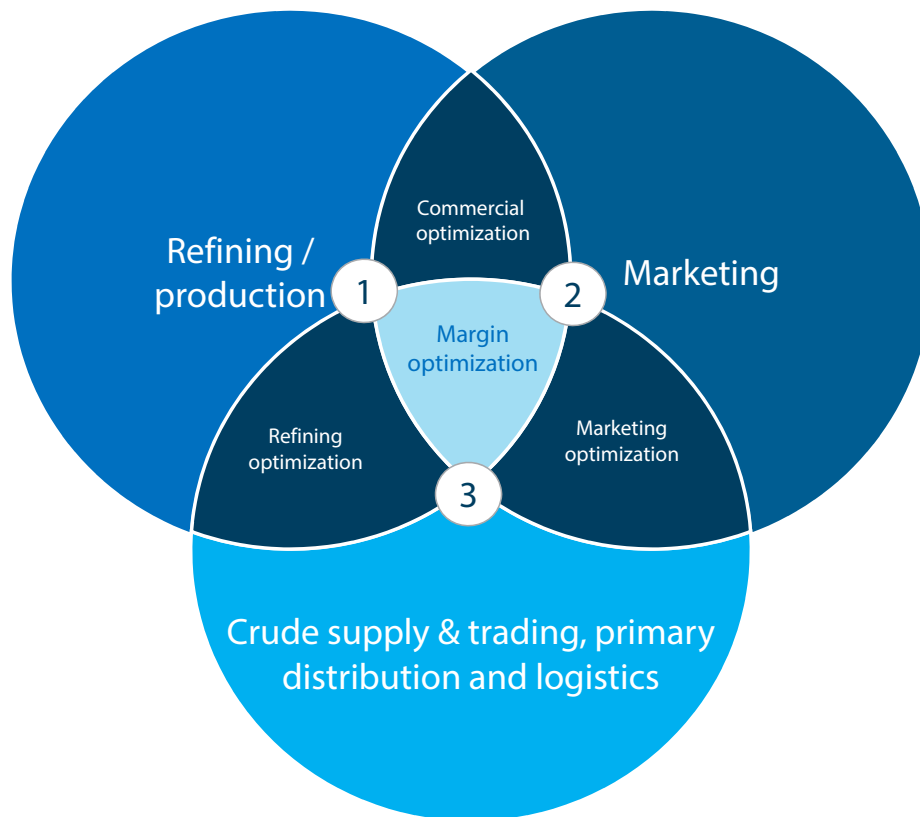 Commercial
optimization
Refining /
production
1
2
Marketing
Margin
optimization
Refining
optimization
Marketing
optimization
3
Crude supply & trading, primary
distribution and logistics